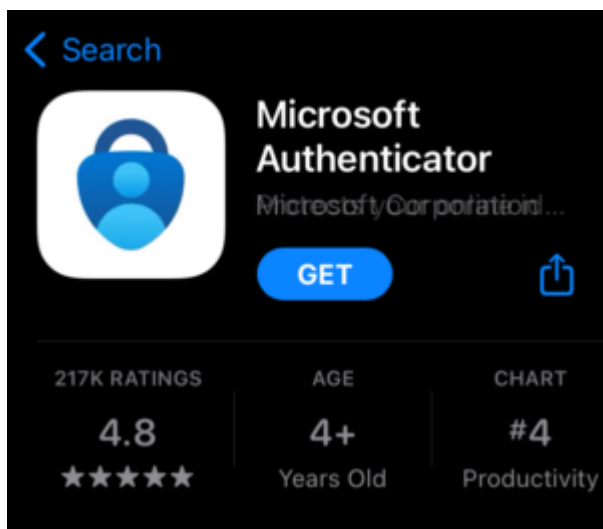 Search
Microsoft
Authenticator
GET
217K RATINGS
AGE
CHART
4.8
4+
#4
Years Old
Productivity